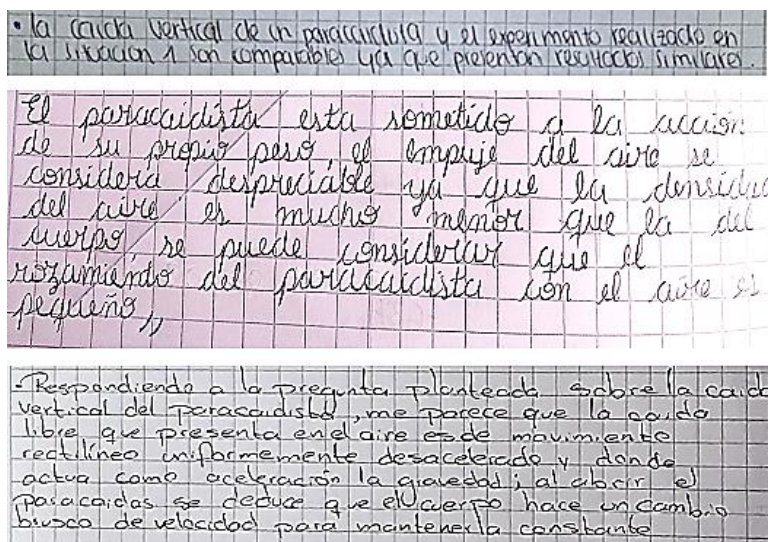 • la caida vertical de un paracaidista y el experimento realizado en
la situación 1 son comparables ya que presentan resultados similares.
El paracaidista esta sometido a la acción
de su propio peso, el empuje del aire se
considera despreciable ya que la densidad
del aire es mucho menor que la del
cuerpo, se puede considerar que el
rozamiento del paracaidista con el aire es
pequeño,,
- Respondiendo a la pregunta planteada sobre la caida
vertical del paracaidista, me parece que la caida
libre que presenta en el aire es de movimiento
rectilíneo uniformemente desacelerado y donde
actua como aceleración la gravedad; al abrir el
paracaidas se deduce que el cuerpo hace un cambio
brusco de velocidad para mantenerla constante